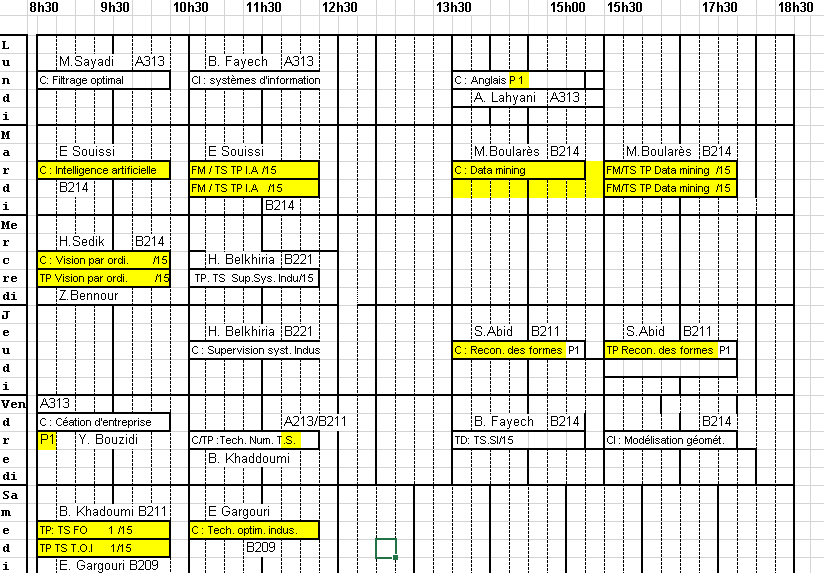 8h30 9h30 10h30 11h30 12h30 13h30 15h00 15h30 17h30 18h30
L
u M.Sayadi A313 B. Fayech A313
n C: Filtrage optimal CI : systèmes d'information C : Anglais P 1
d A. Lahyani A313
i
M
a E Souissi E Souissi M.Boularès B214 M.Boularès B214
r C : Intelligence artificielle FM / TS TP I.A /15 C : Data mining FM/TS TP Data mining /15
d B214 FM / TS TP I.A /15 FM/TS TP Data mining /15
i B214
Me
r H.Sedik B214
c C : Vision par ordi. /15 H. Belkhiria B221
re TP Vision par ordi. /15 TP. TS Sup.Sys. Indu/15
di Z.Bennour
J
e H. Belkhiria B221 S.Abid B211 S.Abid B211
u C : Supervision syst. Indus C : Recon. des formes P1 TP Recon. des formes P1
d
i
Ven A313
d C : Céation d'entreprise A213/B211 B. Fayech B214 B214
r P1 Y. Bouzidi C/TP :Tech. Num. T.S. TD: TS.SI/15 CI : Modélisation géomét.
e B. Khaddoumi
di
Sa
m B. Khadoumi B211 E Gargouri
e TP: TS FO 1 /15 C : Tech. optim. indus.
d TP TS T.O.I 1/15 B209
i E. Gargouri B209